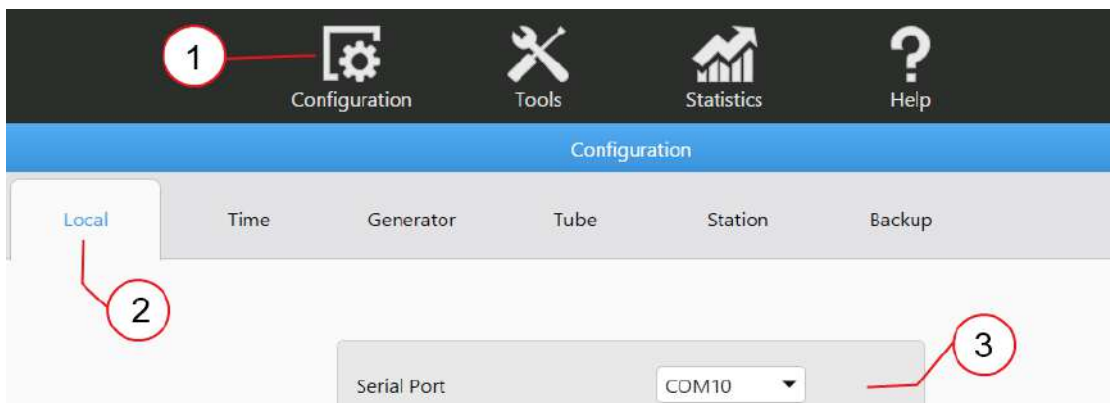 1
Configuration Tools Statistics Help
Configuration
Local Time Generator Tube Station Backup
2
3
Serial Port COM10